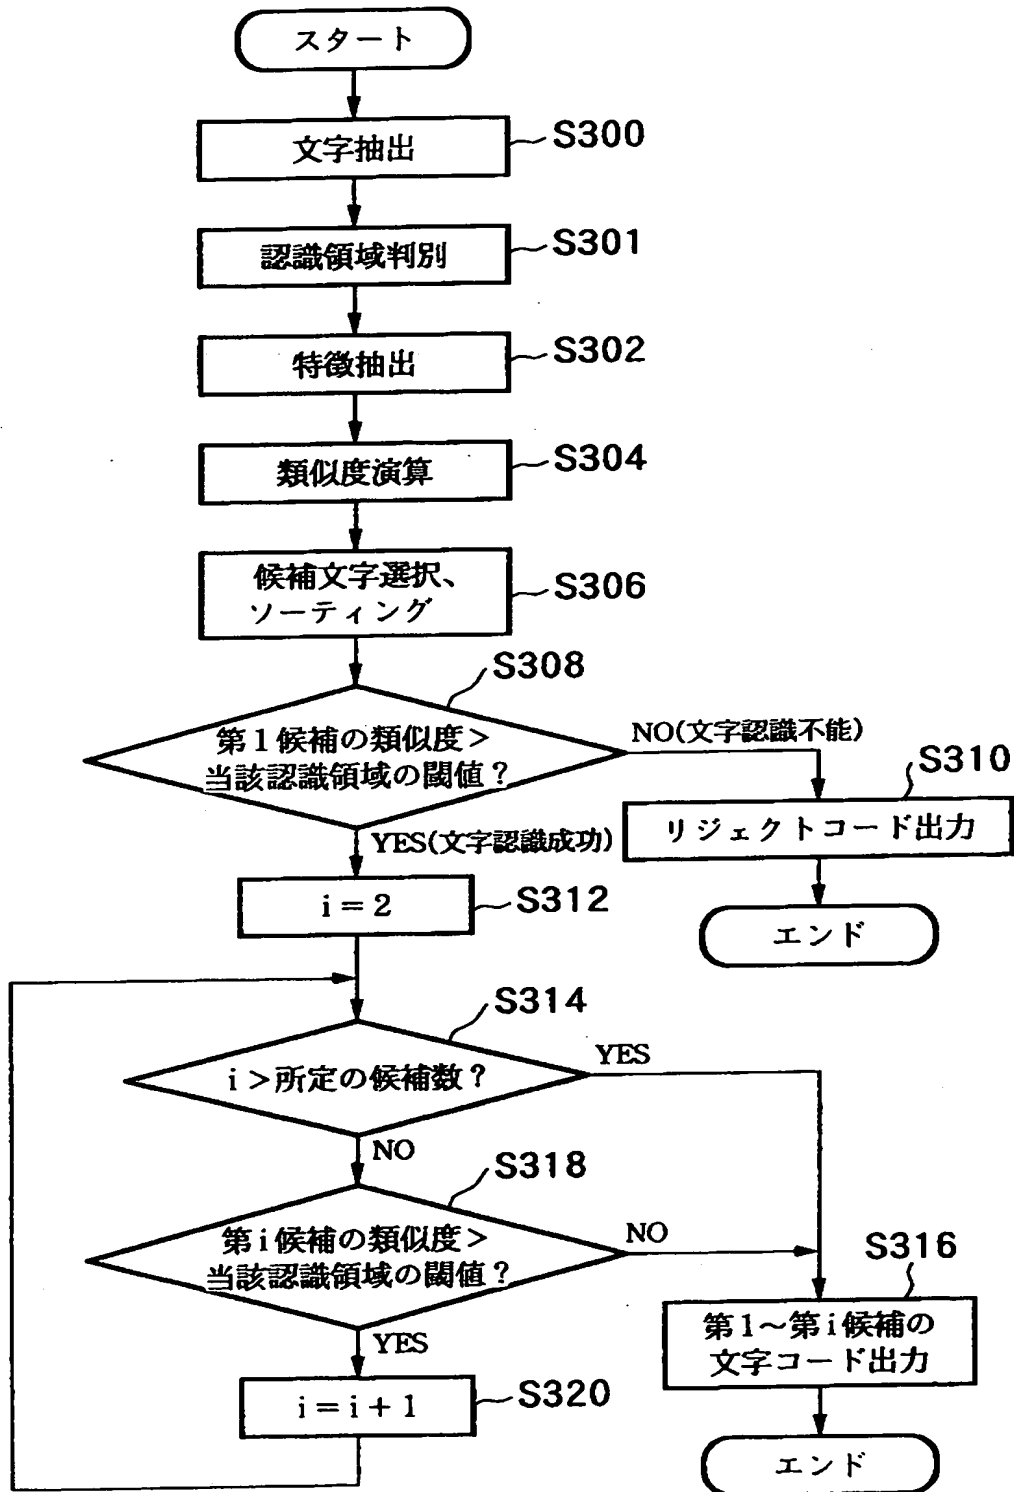 スタート
文字抽出
S300
認識領域判別
S301
特徴抽出
S302
類似度演算
S304
候補文字選択、
ソーティング
S306
S308
第1候補の類似度>
当該認識領域の閾値?
NO(文字認識不能)
S310
リジェクトコード出力
エンド
YES(文字認識成功)
i=2
S312
S314
i>所定の候補数?
YES
NO
S318
第i候補の類似度>
当該認識領域の閾値?
NO
S316
第1~第i候補の
文字コード出力
YES
i=i+1
S320
エンド